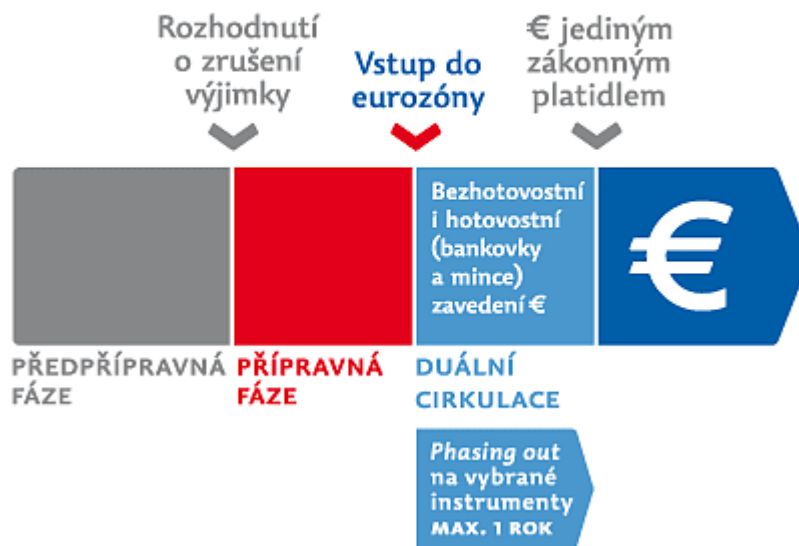 Rozhodnutí
o zrušení
výjimky
Vstup do
eurozóny
€ jediným
zákonným
platidlem
Bezhotovostní
i hotovostní
(bankovky
a mince)
zavedení €
€
PŘEDPŘÍPRAVNÁ
FÁZE
PŘÍPRAVNÁ
FÁZE
DUÁLNÍ
CIRKULACE
Phasing out
na vybrané
instrumenty
MAX. 1 ROK